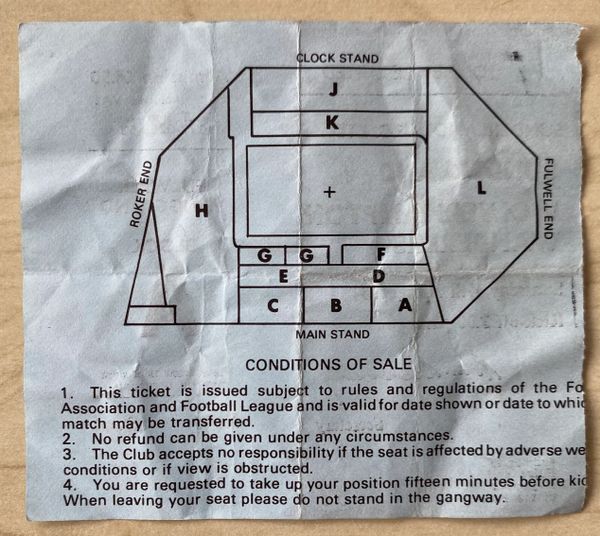 CLOCK STAND
J
K
ROKER END
H
L
FULWELL END
G G F
E D
C B A
MAIN STAND
CONDITIONS OF SALE
1. This ticket is issued subject to rules and regulations of the Fo
Association and Football League and is valid for date shown or date to whic
match may be transferred.
2. No refund can be given under any circumstances.
3. The Club accepts no responsibility if the seat is affected by adverse we
conditions or if view is obstructed.
4. You are requested to take up your position fifteen minutes before kic
When leaving your seat please do not stand in the gangway.